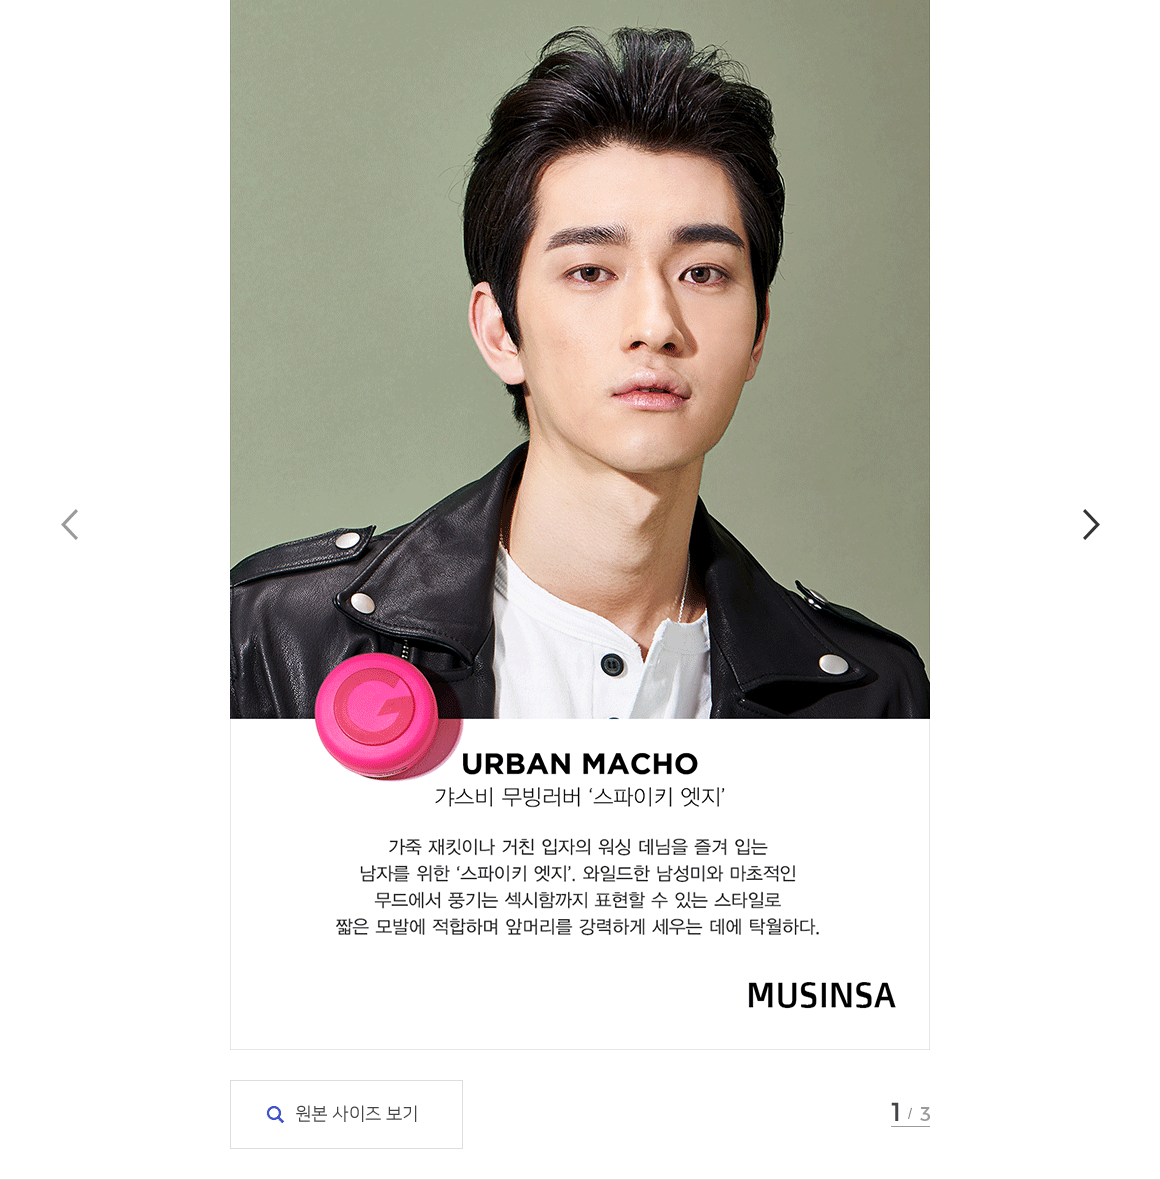 G
URBAN MACHO
갸스비 무빙러버 ‘스파이키 엣지’
가죽 재킷이나 거친 입자의 워싱 데님을 즐겨 입는
남자를 위한 ‘스파이키 엣지’. 와일드한 남성미와 마초적인
무드에서 풍기는 섹시함까지 표현할 수 있는 스타일로
짧은 모발에 적합하며 앞머리를 강력하게 세우는 데에 탁월하다.
MUSINSA
원본 사이즈 보기
1 / 3